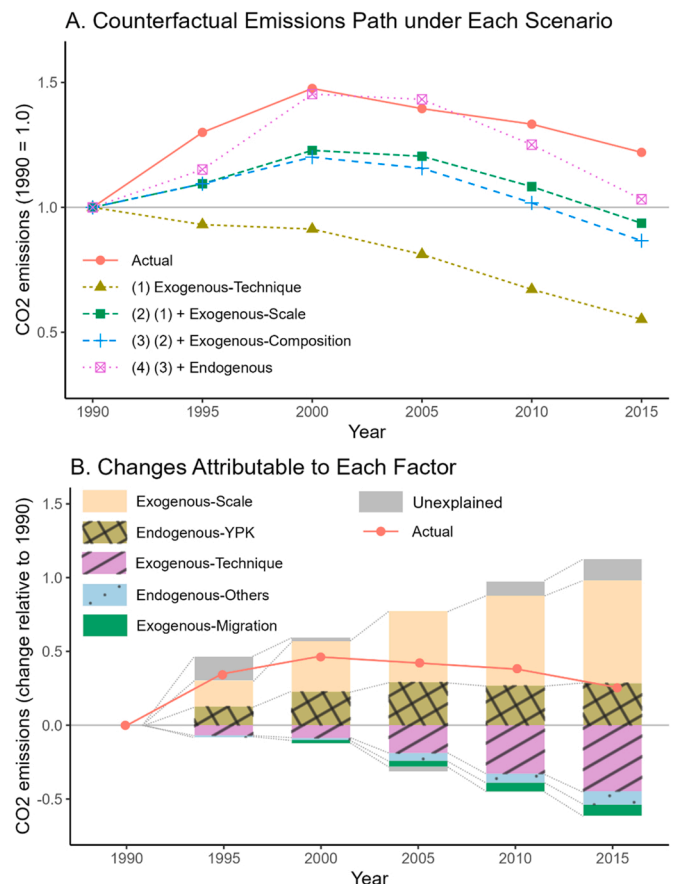 A. Counterfactual Emissions Path under Each Scenario
CO2 emissions (1990 = 1.0)
1.5
1.0
0.5
Actual
(1) Exogenous-Technique
(2) (1) + Exogenous-Scale
(3) (2) + Exogenous-Composition
(4) (3) + Endogenous
1990 1995 2000 2005 2010 2015
Year
B. Changes Attributable to Each Factor
CO2 emissions (change relative to 1990)
1.5
1.0
0.5
0.0
-0.5
Exogenous-Scale
Endogenous-YPK
Exogenous-Technique
Endogenous-Others
Exogenous-Migration
Unexplained
Actual
1990 1995 2000 2005 2010 2015
Year